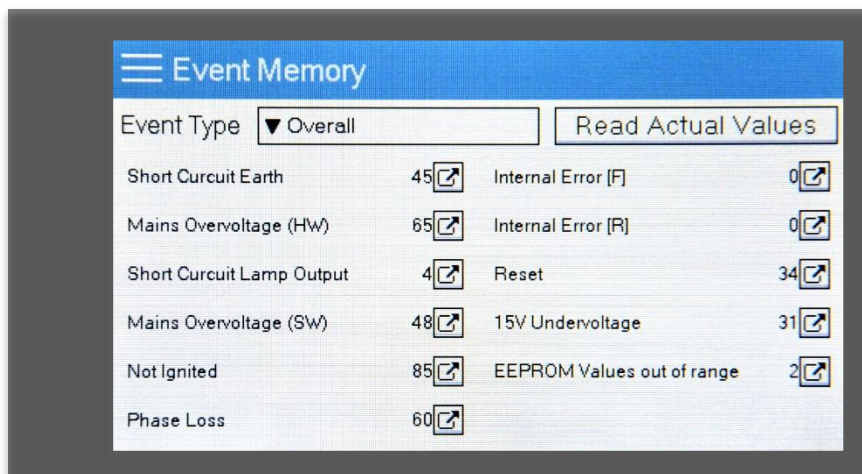 Event Memory
Event Type ▼ Overall Read Actual Values
Short Curcuit Earth 45 Internal Error [F] 0
Mains Overvoltage (HW) 65 Internal Error [R] 0
Short Curcuit Lamp Output 4 Reset 34
Mains Overvoltage (SW) 48 15V Undervoltage 31
Not Ignited 85 EEPROM Values out of range 2
Phase Loss 60